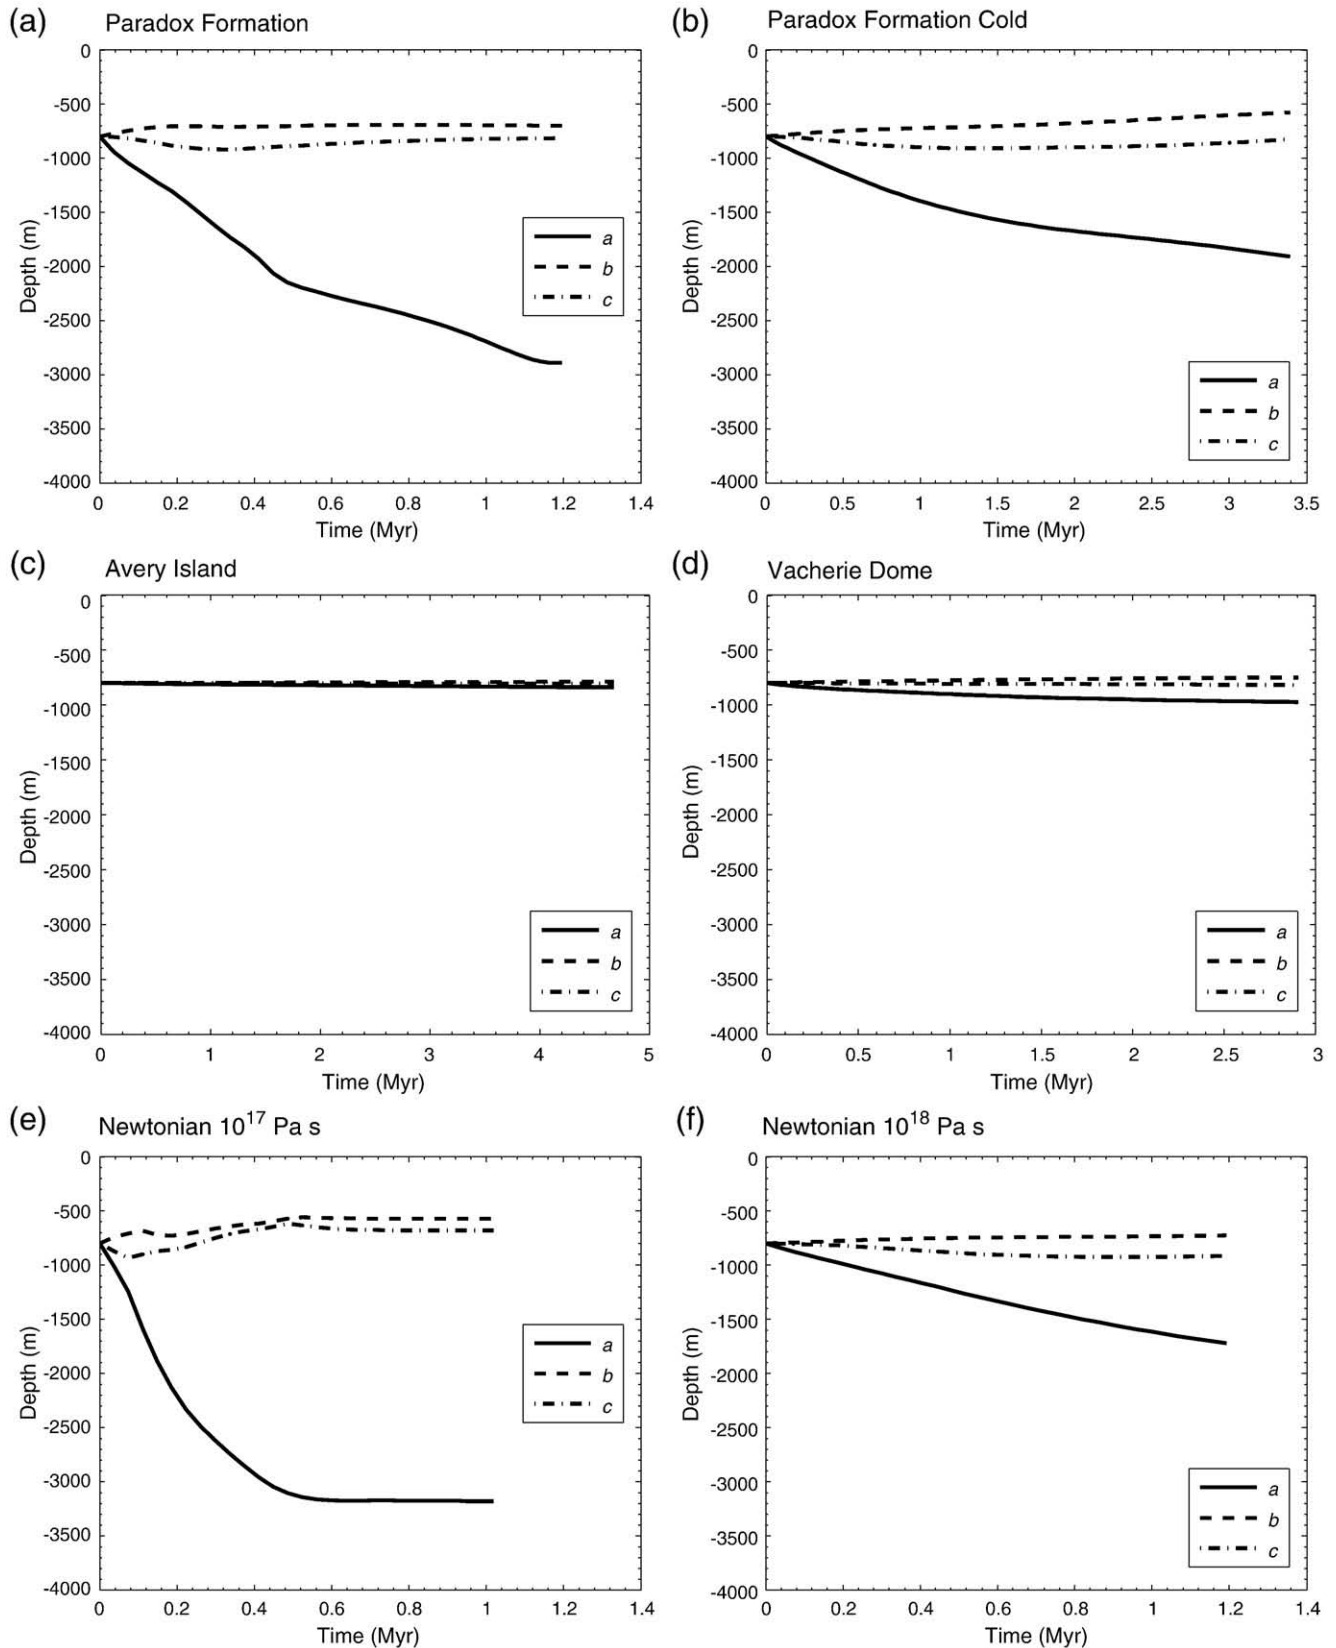 (a) Paradox Formation
0
-500
-1000
-1500
-2000
-2500
-3000
-3500
-4000
Depth (m)
a
b
c
0 0.2 0.4 0.6 0.8 1 1.2 1.4
Time (Myr)
(b) Paradox Formation Cold
0
-500
-1000
-1500
-2000
-2500
-3000
-3500
-4000
Depth (m)
a
b
c
0 0.5 1 1.5 2 2.5 3 3.5
Time (Myr)
(c) Avery Island
0
-500
-1000
-1500
-2000
-2500
-3000
-3500
-4000
Depth (m)
a
b
c
0 1 2 3 4 5
Time (Myr)
(d) Vacherie Dome
0
-500
-1000
-1500
-2000
-2500
-3000
-3500
-4000
Depth (m)
a
b
c
0 0.5 1 1.5 2 2.5 3
Time (Myr)
(e) Newtonian 10¹⁷ Pa s
0
-500
-1000
-1500
-2000
-2500
-3000
-3500
-4000
Depth (m)
a
b
c
0 0.2 0.4 0.6 0.8 1 1.2 1.4
Time (Myr)
(f) Newtonian 10¹⁸ Pa s
0
-500
-1000
-1500
-2000
-2500
-3000
-3500
-4000
Depth (m)
a
b
c
0 0.2 0.4 0.6 0.8 1 1.2 1.4
Time (Myr)